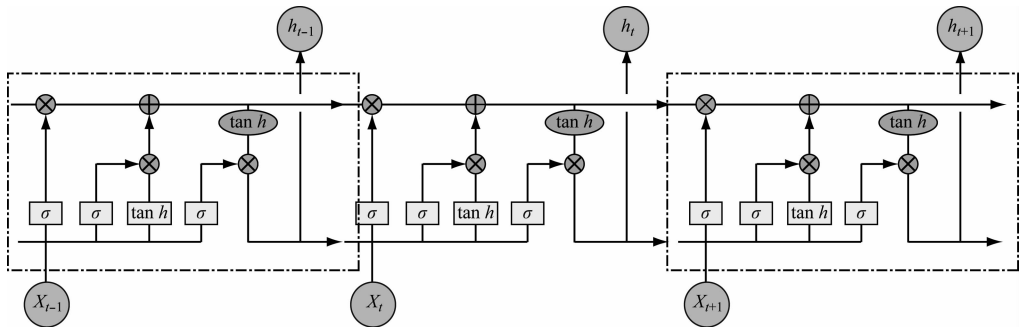 h_{t−1} h_t h_{t+1}
tan h tan h tan h
σ σ tan h σ σ σ tan h σ σ σ tan h σ
X_{t−1} X_t X_{t+1}